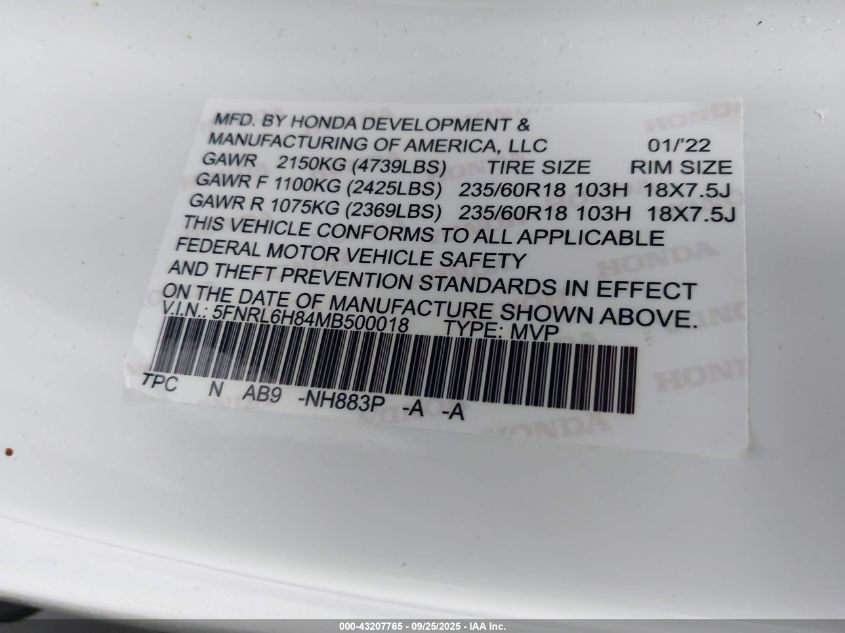 MFD. BY HONDA DEVELOPMENT &
MANUFACTURING OF AMERICA, LLC 01/'22
GAWR 2150KG (4739LBS) TIRE SIZE RIM SIZE
GAWR F 1100KG (2425LBS) 235/60R18 103H 18X7.5J
GAWR R 1075KG (2369LBS) 235/60R18 103H 18X7.5J
THIS VEHICLE CONFORMS TO ALL APPLICABLE
FEDERAL MOTOR VEHICLE SAFETY
AND THEFT PREVENTION STANDARDS IN EFFECT
ON THE DATE OF MANUFACTURE SHOWN ABOVE.
V.I.N.: 5FNRL6H84MB500018 TYPE: MVP
TPC N AB9 -NH883P -A -A
HONDA
HONDA
HONDA
000-43207765 - 09/25/2025 - IAA Inc.